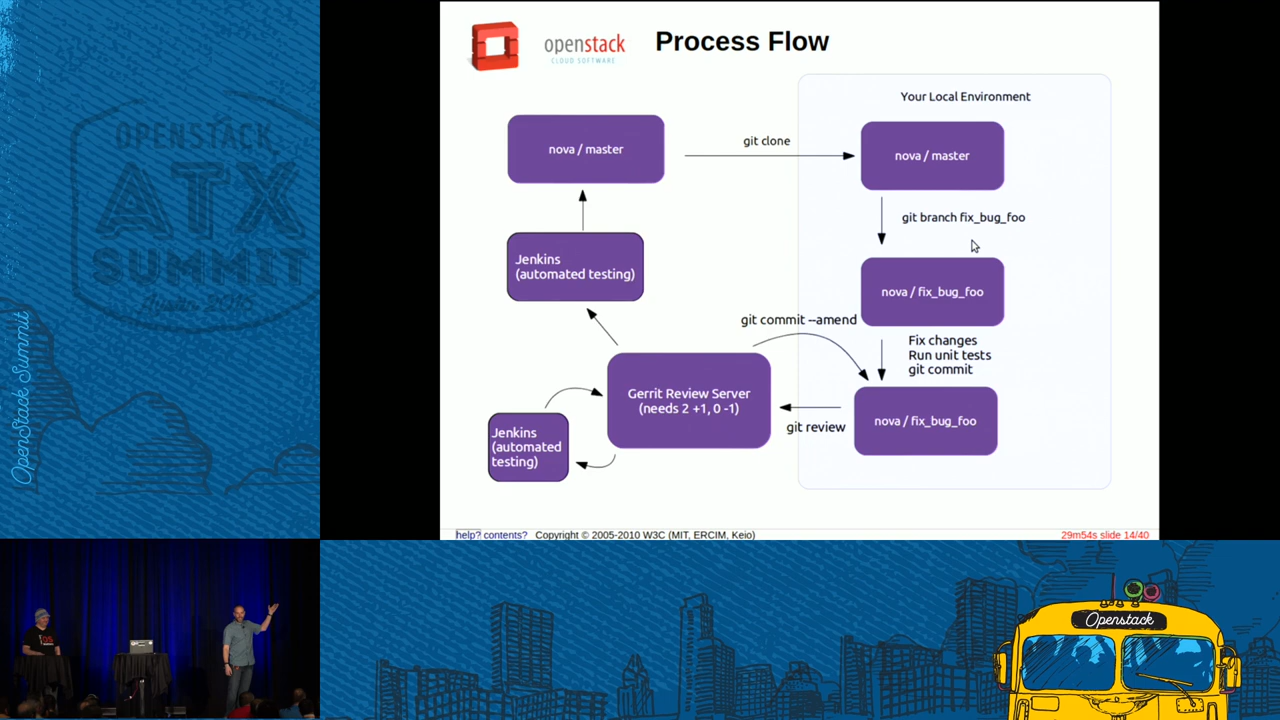 OPENSTACK
ATX
SUMMIT
Austin
OpenStack Summit
openstack
CLOUD SOFTWARE
Process Flow
Your Local Environment
nova / master
git clone
nova / master
git branch fix_bug_foo
Jenkins
(automated testing)
nova / fix_bug_foo
git commit --amend
Fix changes
Run unit tests
git commit
Gerrit Review Server
(needs 2 +1, 0 -1)
git review
nova / fix_bug_foo
Jenkins
(automated
testing)
help? contents? Copyright © 2005-2010 W3C (MIT, ERCIM, Keio)
29m54s slide 14/40
Openstack